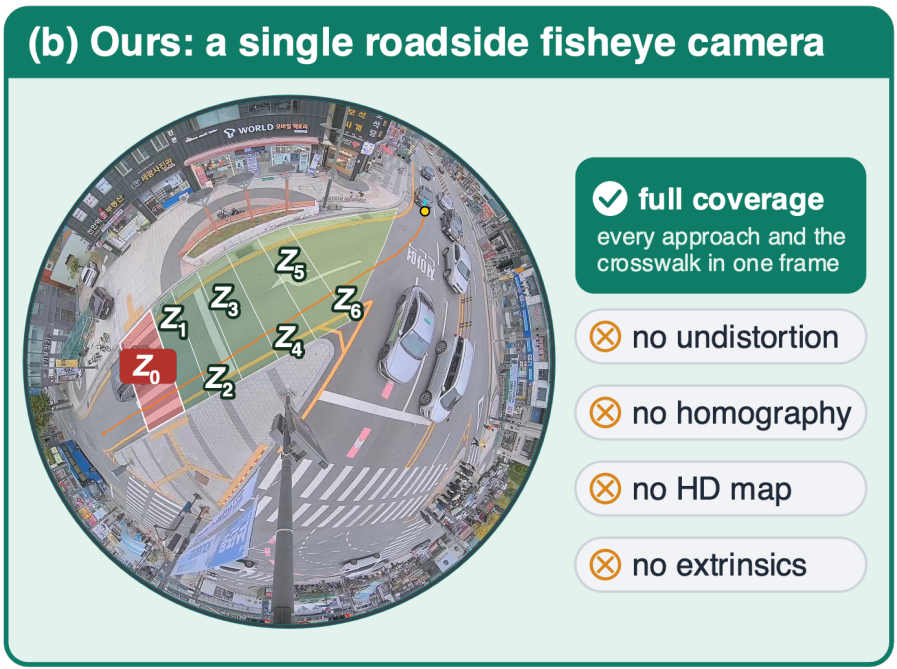 (b) Ours: a single roadside fisheye camera
WORLD
Z5
Z3
Z1
Z6
Z4
Z0
Z2
full coverage
every approach and the
crosswalk in one frame
no undistortion
no homography
no HD map
no extrinsics